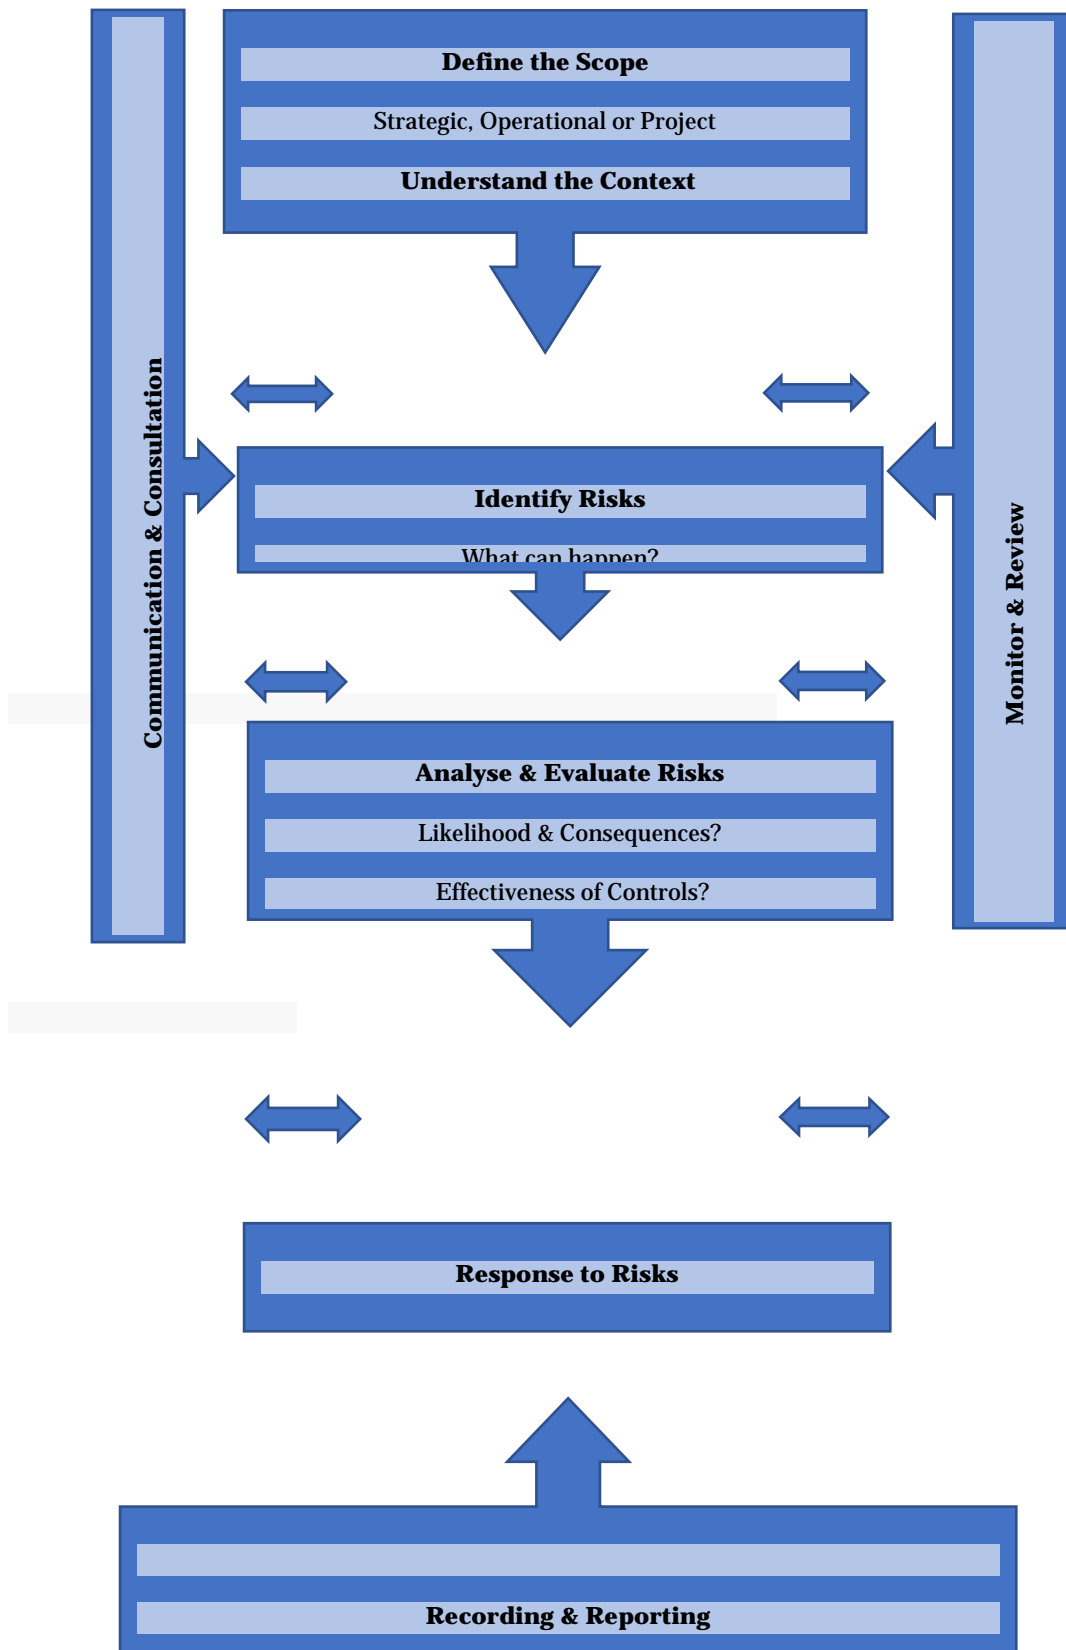 Define the Scope
Strategic, Operational or Project
Understand the Context
Communication & Consultation
Monitor & Review
Identify Risks
What can happen?
Analyse & Evaluate Risks
Likelihood & Consequences?
Effectiveness of Controls?
Response to Risks
Recording & Reporting